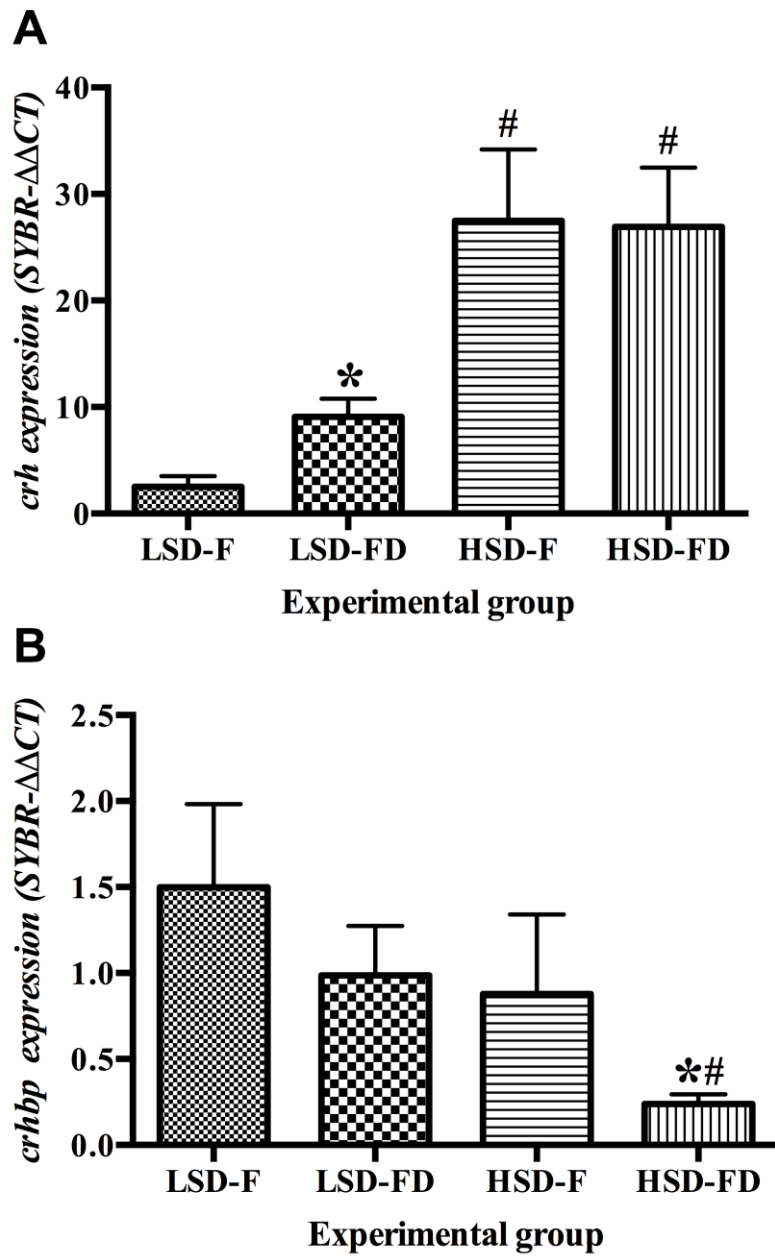 A
crh expression (SYBR-ΔΔCT)
40
30
20
10
0
*
#
#
LSD-F LSD-FD HSD-F HSD-FD
Experimental group
B
crhbp expression (SYBR-ΔΔCT)
2.5
2.0
1.5
1.0
0.5
0.0
*#
LSD-F LSD-FD HSD-F HSD-FD
Experimental group